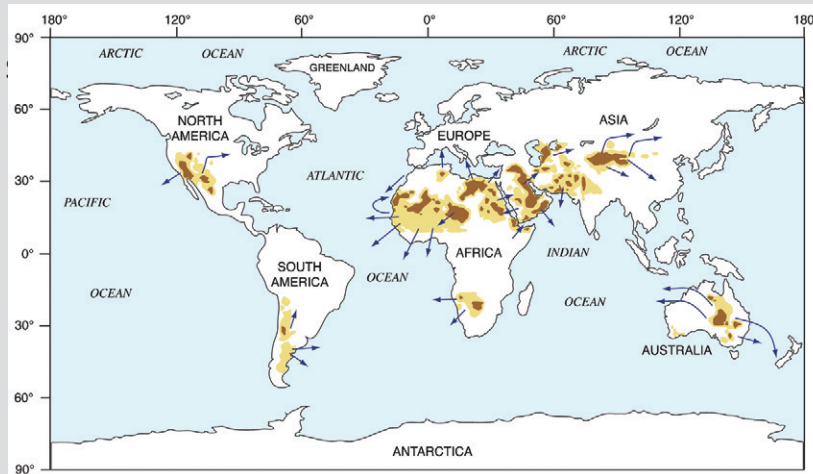 180° 120° 60° 0° 60° 120° 180°
90° ARCTIC OCEAN ARCTIC OCEAN
GREENLAND
60°
NORTH AMERICA
EUROPE
ASIA
30°
ATLANTIC
PACIFIC
0°
AFRICA
INDIAN
SOUTH AMERICA
OCEAN
OCEAN
OCEAN
30°
AUSTRALIA
60°
ANTARCTICA
90°